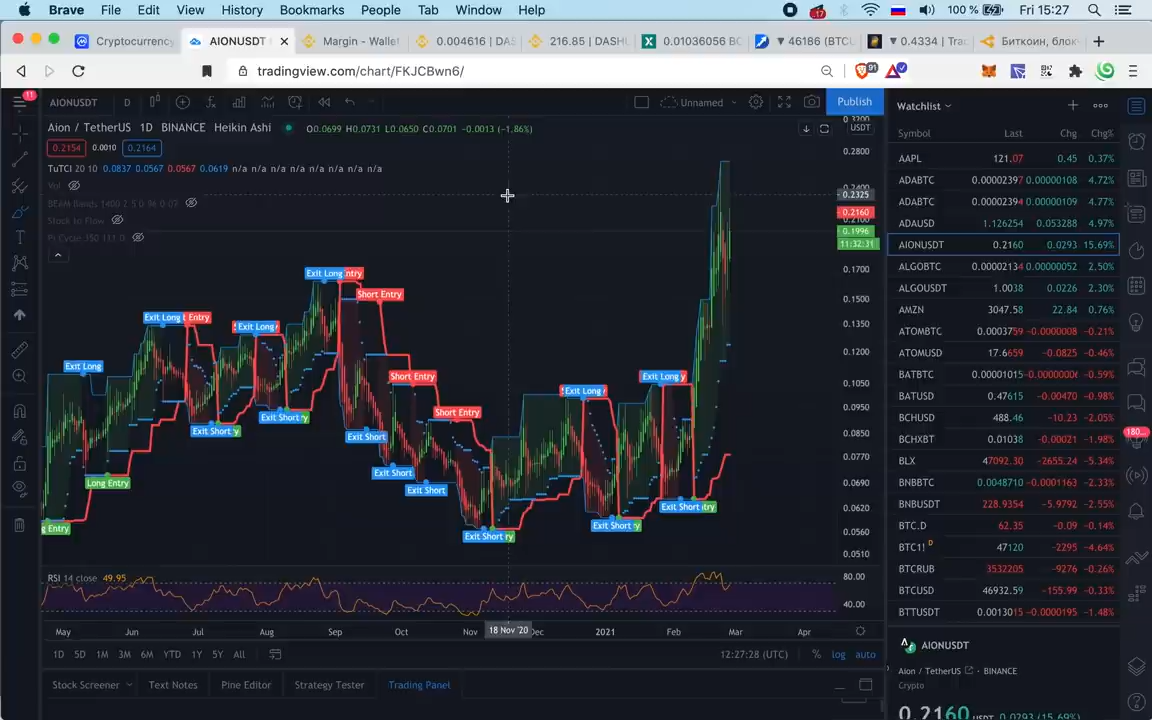 Brave File Edit View History Bookmarks People Tab Window Help 17 100 % Fri 15:27
Cryptocurrency AIONUSDT Margin - Wallet 0.004616 | DAS 216.85 | DASHU 0.01036056 BC 46186 (BTCU 0.4334 | Trad Биткоин, блок
tradingview.com/chart/FKJCBwn6/ 91
11 AIONUSDT D Unnamed Publish
Aion / TetherUS 1D BINANCE Heikin Ashi O0.0699 H0.0731 L0.0650 C0.0701 -0.0013 (-1.86%)
0.2154 0.0010 0.2164
TuTCI 20 10 0.0837 0.0567 0.0567 0.0619 n/a n/a n/a n/a n/a n/a n/a n/a
Vol
Stock to Flow
Pi Cycle 350 111 0
USDT
0.2800
0.2325
0.2160
0.1996
11:32:31
0.1700
0.1500
0.1350
0.1200
0.1050
0.0950
0.0850
0.0770
0.0690
0.0620
0.0560
0.0510
Exit Long
Short Entry
Exit Long
Exit Long
Short Entry
Exit Long
Short Entry
Short Entry
Exit Long
Exit Long
Exit Short
Exit Short
Exit Short
Exit Short
Exit Short
Long Entry
Exit Short
Exit Short
Exit Short
RSI 14 close 49.95
80.00
40.00
May Jun Jul Aug Sep Oct Nov 18 Nov '20 Dec 2021 Feb Mar Apr
1D 5D 1M 3M 6M YTD 1Y 5Y All 12:27:28 (UTC) % log auto
Stock Screener Text Notes Pine Editor Strategy Tester Trading Panel
Watchlist
Symbol Last Chg Chg%
AAPL 121.07 0.45 0.37%
ADABTC 0.00002397 0.00000108 4.72%
ADABTC 0.00002394 0.00000109 4.77%
ADAUSD 1.126254 0.053288 4.97%
AIONUSDT 0.2160 0.0293 15.69%
ALGOBTC 0.00002134 0.00000052 2.50%
ALGOUSDT 1.0038 0.0226 2.30%
AMZN 3047.58 22.84 0.76%
ATOMBTC 0.0003759 -0.0000008 -0.21%
ATOMUSD 17.6659 -0.0825 -0.46%
BATBTC 0.00001015 -0.00000006 -0.59%
BATUSD 0.47615 -0.00470 -0.98%
BCHUSD 488.46 -10.23 -2.05%
BCHXBT 0.01038 -0.00021 -1.98%
BLX 47092.30 -2655.24 -5.34%
BNBBTC 0.0048710 -0.0001163 -2.33%
BNBUSDT 228.9354 -5.9792 -2.55%
BTC.D 62.35 -0.09 -0.14%
BTC1! D 47120 -2295 -4.64%
BTCRUB 3532205 -9276 -0.26%
BTCUSD 46932.59 -155.99 -0.33%
BTTUSDT 0.0013015 -0.0000195 -1.48%
180...
AIONUSDT
Aion / TetherUS BINANCE
Crypto
0.2160 USDT 0.0293 (15.69%)